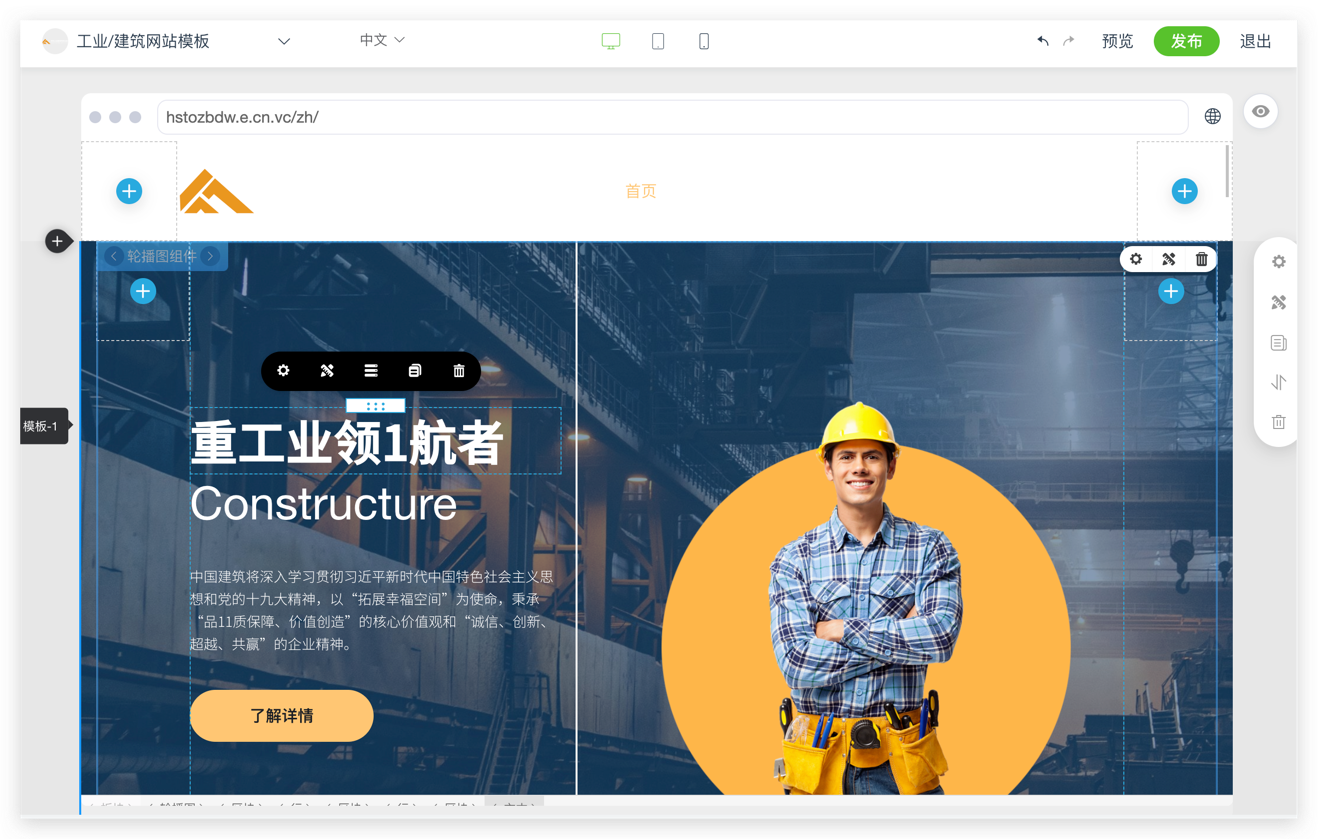 工业/建筑网站模板
中文
预览
发布
退出
hstozbdw.e.cn.vc/zh/
首页
轮播图组件
模板-1
重工业领1航者
Constructure
中国建筑将深入学习贯彻习近平新时代中国特色社会主义思
想和党的十九大精神，以“拓展幸福空间”为使命，秉承
“品11质保障、价值创造”的核心价值观和“诚信、创新、
超越、共赢”的企业精神。
了解详情